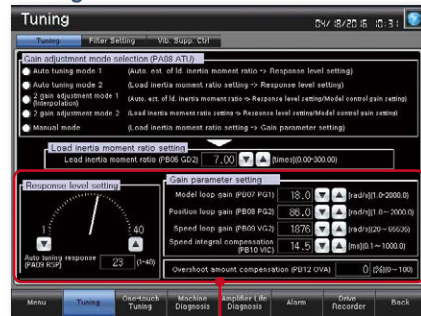 Tuning
04/18/2016 10:31
Tuning Filter Setting Vib. Supp. Ctrl
Gain adjustment mode selection (PA08 ATU)
Auto tuning mode 1 (Auto. est. of ld. inertia moment ratio -> Response level setting)
Auto tuning mode 2 (Load inertia moment ratio setting -> Response level setting)
2 gain adjustment mode 1 (Interpolation) (Auto. est. of ld. inertia moment ratio -> Response level setting/Model control gain setting)
2 gain adjustment mode 2 (Load inertia moment ratio setting -> Response level setting/Model control gain setting)
Manual mode (Load inertia moment ratio setting -> Gain parameter setting)
Load inertia moment ratio setting
Load inertia moment ratio (PB06 GD2) 7.00 [times](0.00-300.00)
Response level setting
1 40
Auto tuning response (PA09 RSP) 23 (1-40)
Gain parameter setting
Model loop gain (PB07 PG1) 18.0 [rad/s](1.0-2000.0)
Position loop gain (PB08 PG2) 86.0 [rad/s](1.0~2000.0)
Speed loop gain (PB09 VG2) 1876 [rad/s](20~65535)
Speed integral compensation (PB10 VIC) 14.5 [ms](0.1~1000.0)
Overshoot amount compensation (PB12 OVA) 0 [%](0~100)
Menu Tuning One-touch Tuning Machine Diagnosis Amplifier Life Diagnosis Alarm Drive Recorder Back